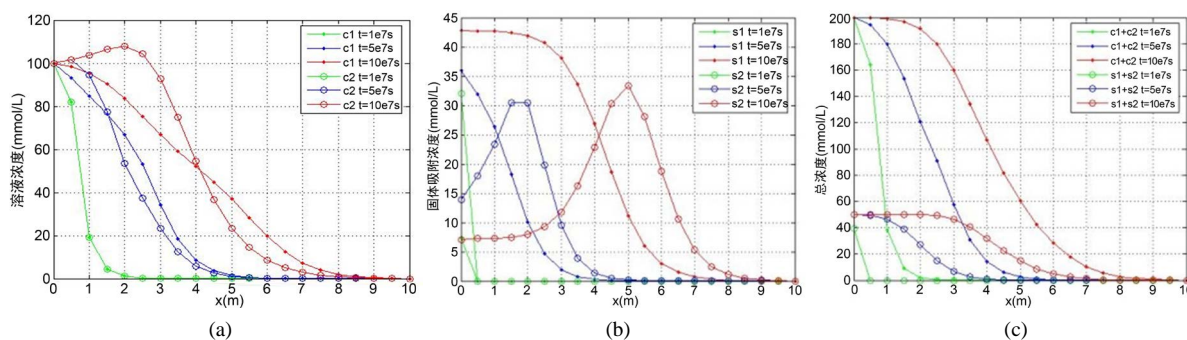 120
100
80
60
40
20
0
溶液浓度(mmol/L)
0 1 2 3 4 5 6 7 8 9 10
x(m)
c1 t=1e7s
c1 t=5e7s
c1 t=10e7s
c2 t=1e7s
c2 t=5e7s
c2 t=10e7s
(a)
45
40
35
30
25
20
15
10
5
0
固体吸附浓度(mmol/L)
0 1 2 3 4 5 6 7 8 9 10
x(m)
s1 t=1e7s
s1 t=5e7s
s1 t=10e7s
s2 t=1e7s
s2 t=5e7s
s2 t=10e7s
(b)
200
180
160
140
120
100
80
60
40
20
0
总浓度(mmol/L)
0 1 2 3 4 5 6 7 8 9 10
x(m)
c1+c2 t=1e7s
c1+c2 t=5e7s
c1+c2 t=10e7s
s1+s2 t=1e7s
s1+s2 t=5e7s
s1+s2 t=10e7s
(c)